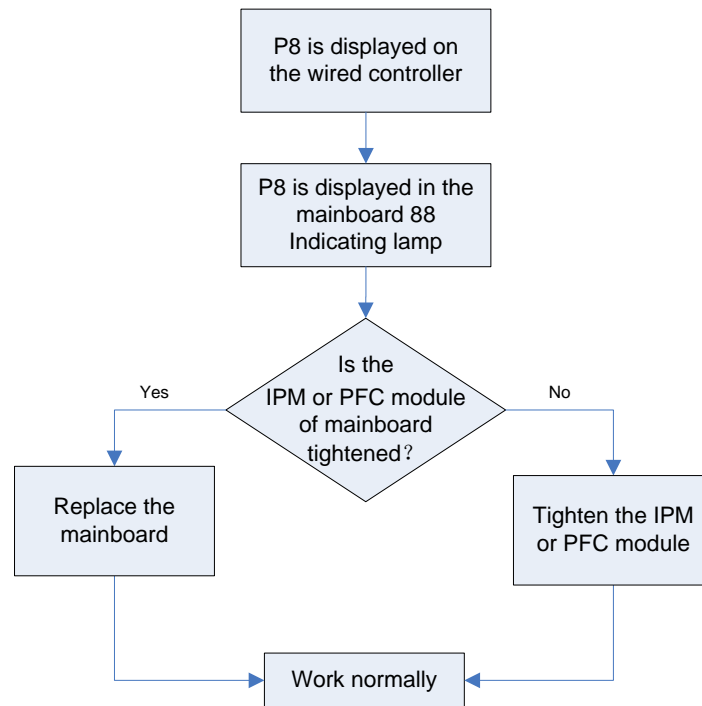 P8 is displayed on
the wired controller
P8 is displayed in the
mainboard 88
Indicating lamp
Is the
IPM or PFC module
of mainboard
tightened？
Yes
No
Replace the
mainboard
Tighten the IPM
or PFC module
Work normally